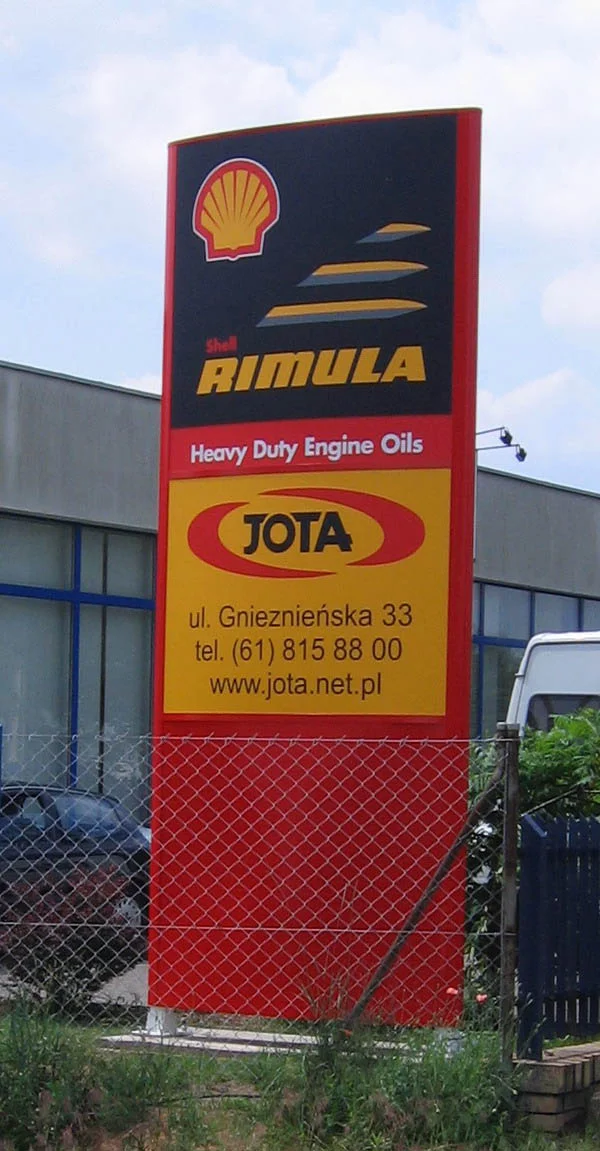 Shell
RIMULA
Heavy Duty Engine Oils
JOTA
ul. Gnieznieńska 33
tel. (61) 815 88 00
www.jota.net.pl